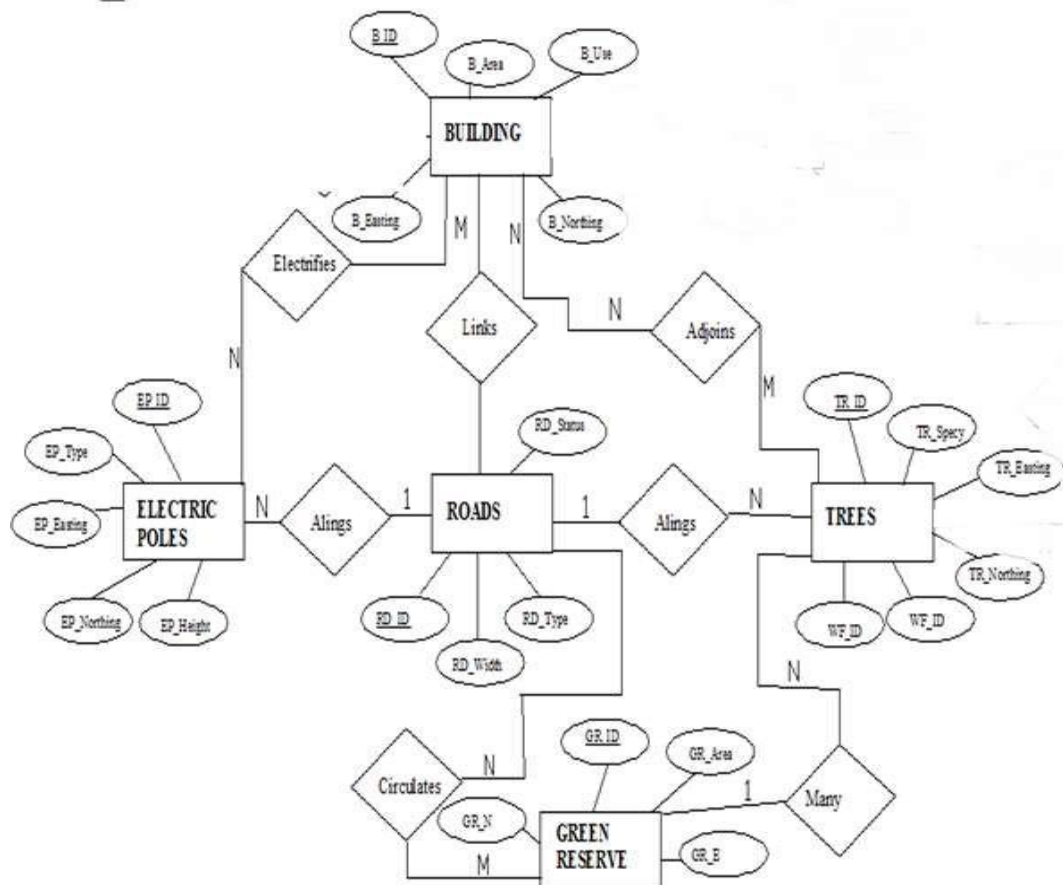 B_ID
B_Area
B_Use
BUILDING
B_Easting
B_Northing
M
N
Electrifies
Links
N
Adjoins
N
M
EP_ID
EP_Type
EP_Easting
EP_Northing
EP_Height
ELECTRIC
POLES
N
Alings
1
RD_Status
ROADS
RD_ID
RD_Width
RD_Type
1
Alings
N
TR_ID
TR_Specy
TR_Easting
TREES
TR_Northing
WF_ID
WF_ID
N
Circulates
N
GR_ID
GR_Area
1
Many
GR_N
GREEN
RESERVE
GR_E
M